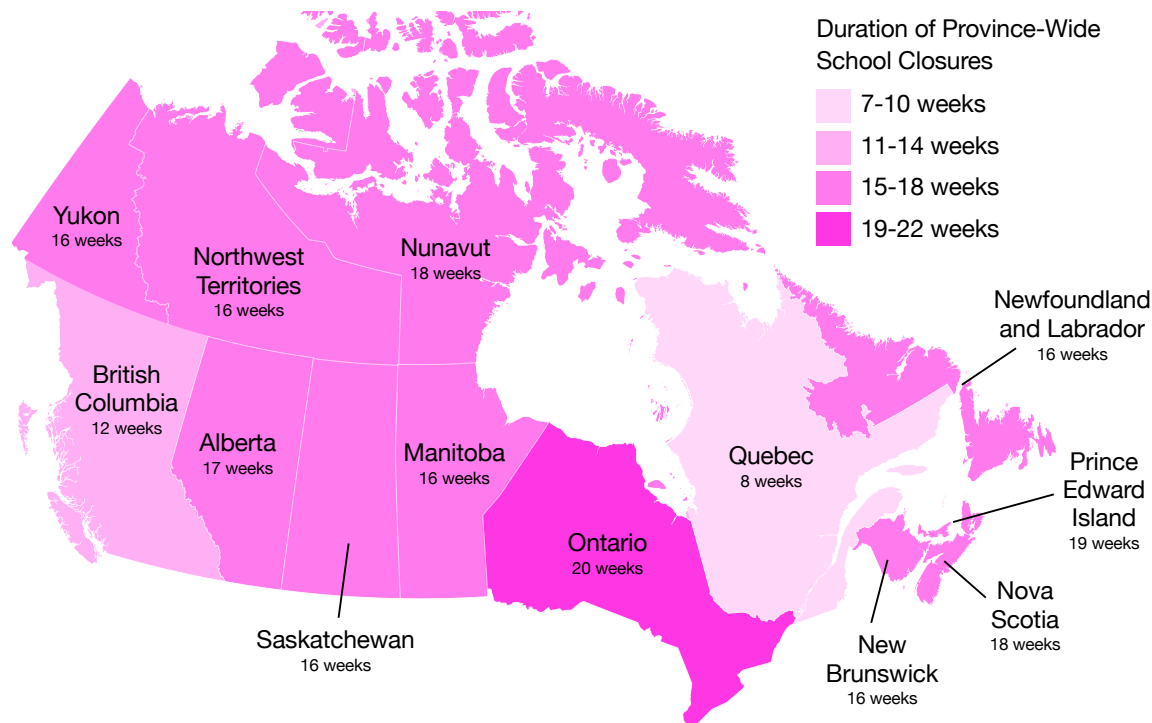 Duration of Province-Wide
School Closures
7-10 weeks
11-14 weeks
15-18 weeks
19-22 weeks
Yukon
16 weeks
Northwest
Territories
16 weeks
Nunavut
18 weeks
Newfoundland
and Labrador
16 weeks
British
Columbia
12 weeks
Alberta
17 weeks
Manitoba
16 weeks
Quebec
8 weeks
Prince
Edward
Island
19 weeks
Ontario
20 weeks
Nova
Scotia
18 weeks
Saskatchewan
16 weeks
New
Brunswick
16 weeks